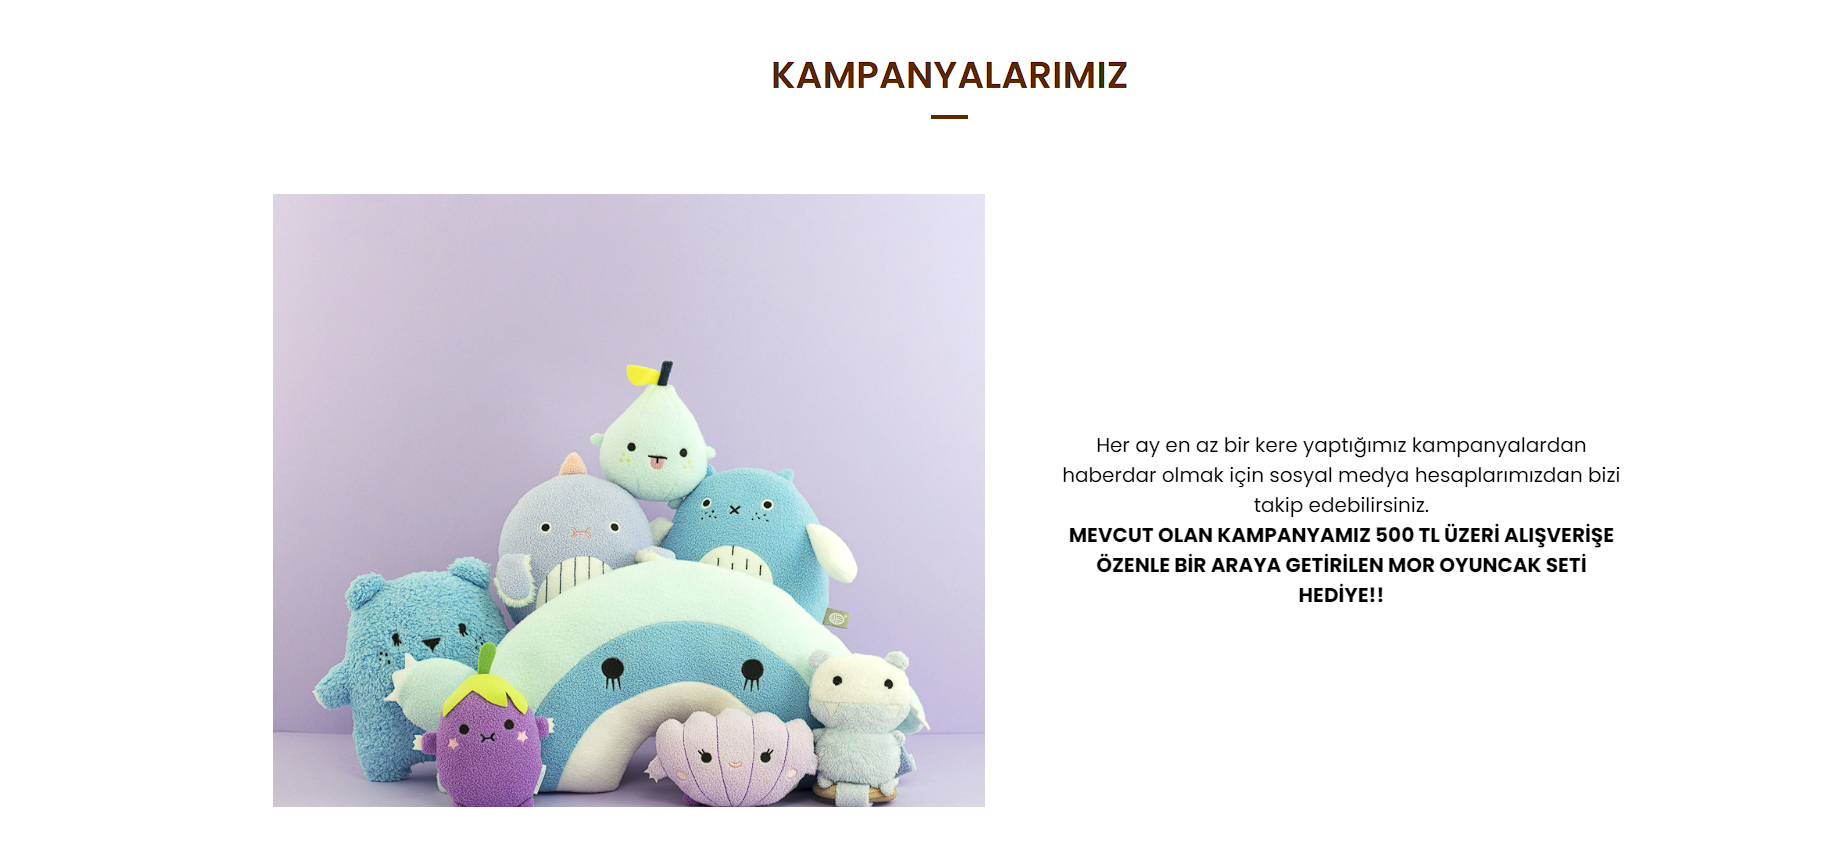 KAMPANYALARIMIZ
Her ay en az bir kere yaptığımız kampanyalardan
haberdar olmak için sosyal medya hesaplarımızdan bizi
takip edebilirsiniz.
MEVCUT OLAN KAMPANYAMIZ 500 TL ÜZERİ ALIŞVERİŞE
ÖZENLE BİR ARAYA GETİRİLEN MOR OYUNCAK SETİ
HEDİYE!!